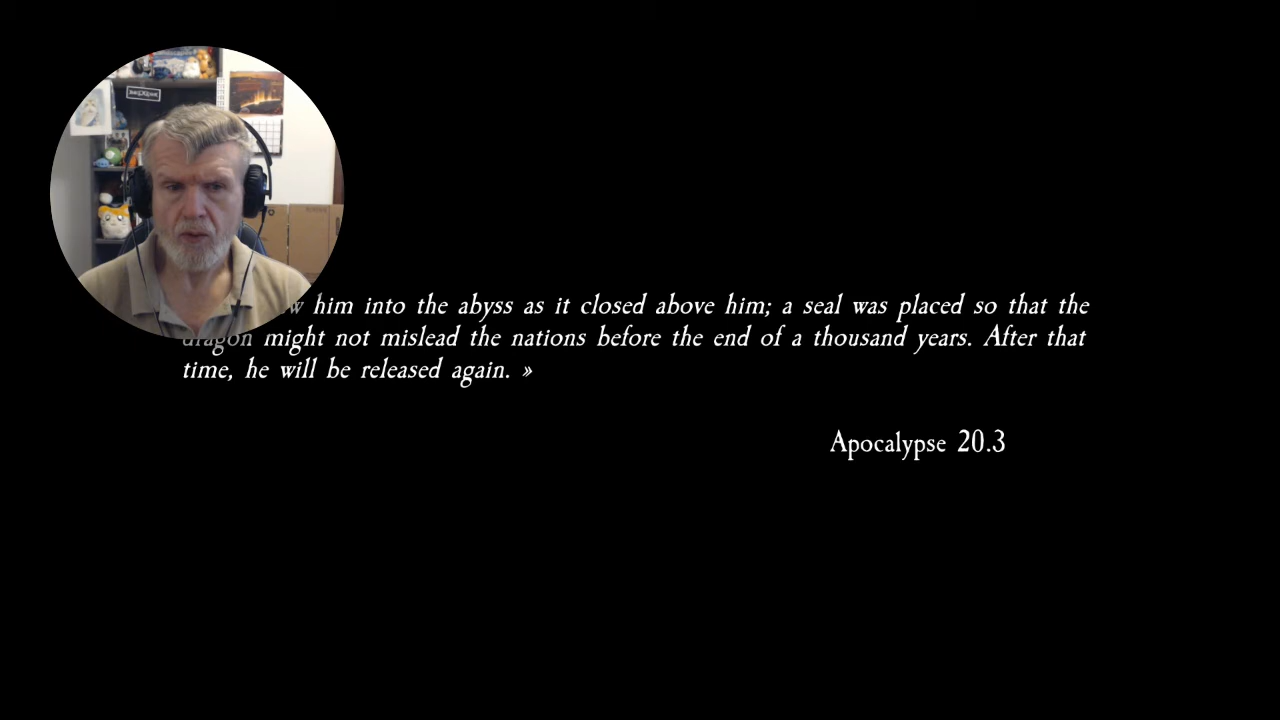 him into the abyss as it closed above him; a seal was placed so that the
dragon might not mislead the nations before the end of a thousand years. After that
time, he will be released again. »
Apocalypse 20.3